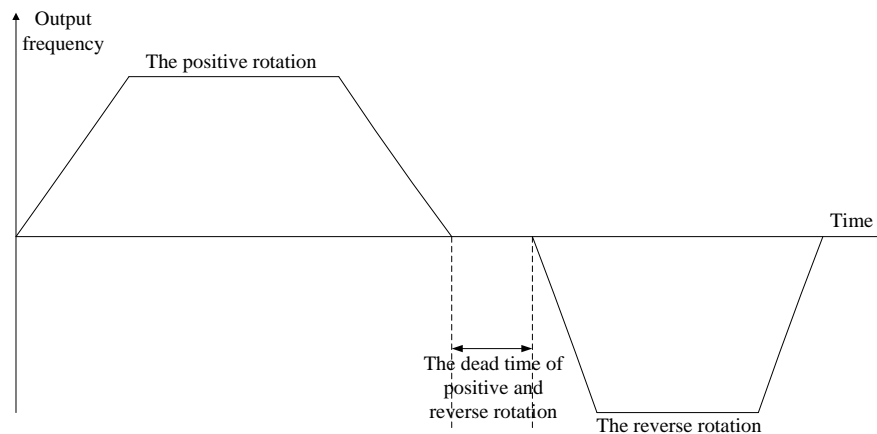 Output
frequency
The positive rotation
Time
The dead time of
positive and
reverse rotation
The reverse rotation